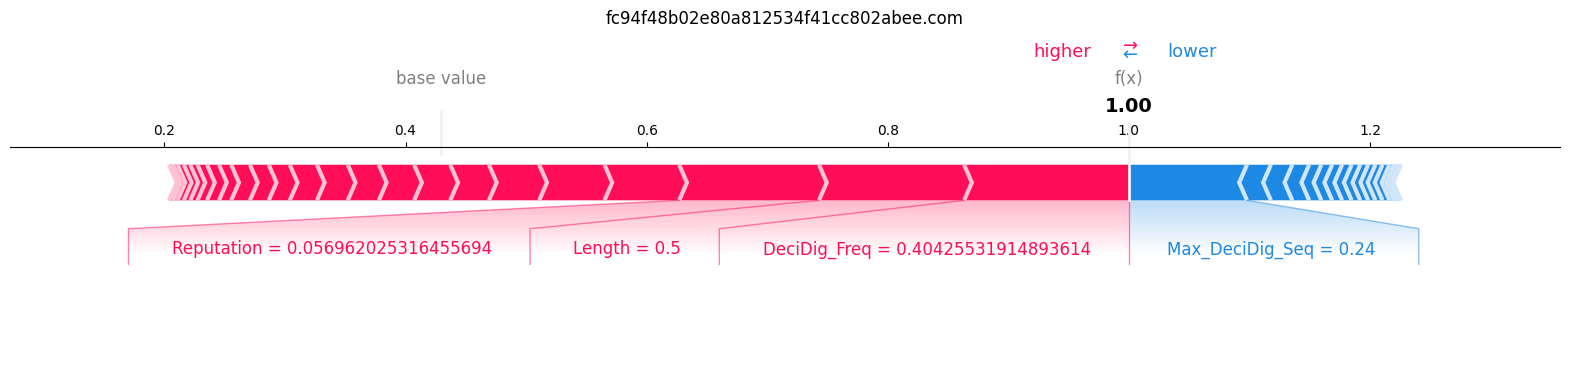 fc94f48b02e80a812534f41cc802abee.com
higher ⇄ lower
base value f(x)
1.00
0.2 0.4 0.6 0.8 1.0 1.2
Reputation = 0.056962025316455694 Length = 0.5 DeciDig_Freq = 0.40425531914893614 Max_DeciDig_Seq = 0.24